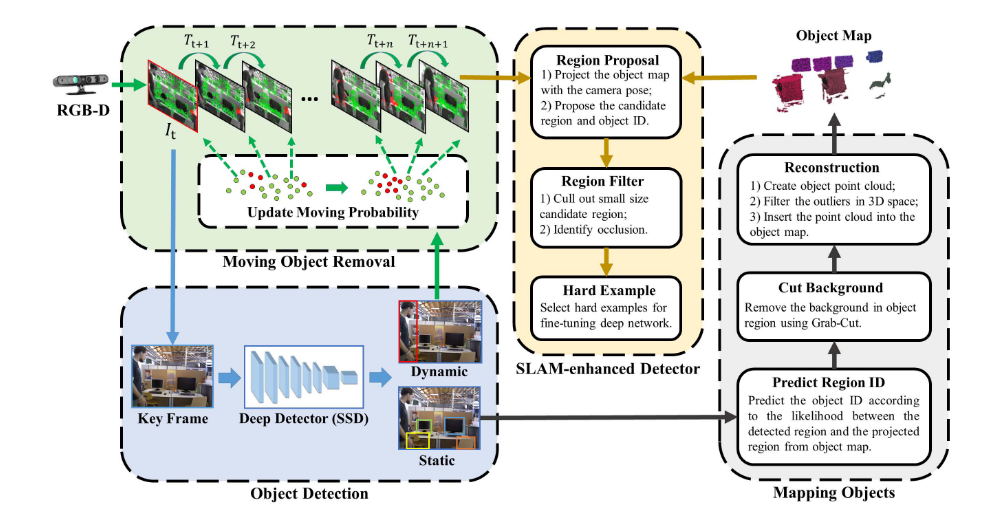 RGB-D
T_{t+1}
T_{t+2}
T_{t+n}
T_{t+n+1}
...
I_t
Update Moving Probability
Moving Object Removal
Key Frame
Deep Detector (SSD)
Dynamic
Static
Object Detection
Region Proposal
1) Project the object map
with the camera pose;
2) Propose the candidate
region and object ID.
Region Filter
1) Cull out small size
candidate region;
2) Identify occlusion.
Hard Example
Select hard examples for
fine-tuning deep network.
SLAM-enhanced Detector
Object Map
Reconstruction
1) Create object point cloud;
2) Filter the outliers in 3D space;
3) Insert the point cloud into the
object map.
Cut Background
Remove the background in object
region using Grab-Cut.
Predict Region ID
Predict the object ID according
to the likelihood between the
detected region and the projected
region from object map.
Mapping Objects